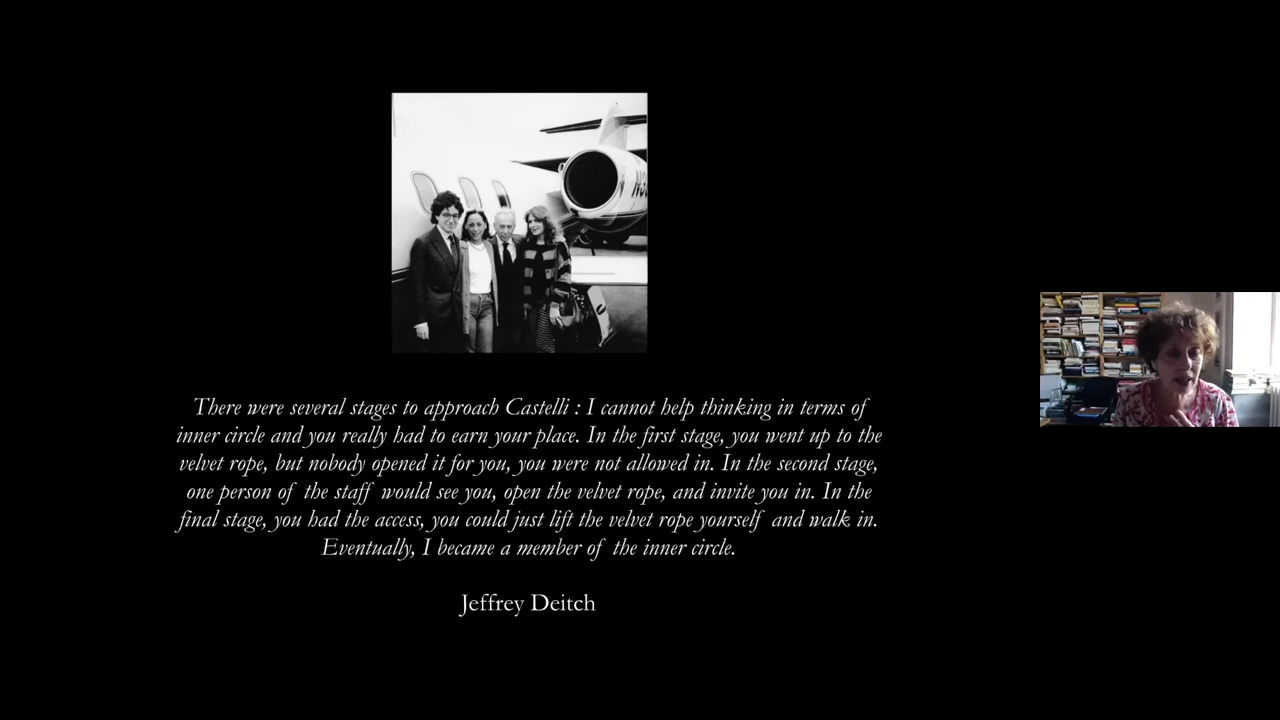 There were several stages to approach Castelli : I cannot help thinking in terms of
inner circle and you really had to earn your place. In the first stage, you went up to the
velvet rope, but nobody opened it for you, you were not allowed in. In the second stage,
one person of the staff would see you, open the velvet rope, and invite you in. In the
final stage, you had the access, you could just lift the velvet rope yourself and walk in.
Eventually, I became a member of the inner circle.
Jeffrey Deitch